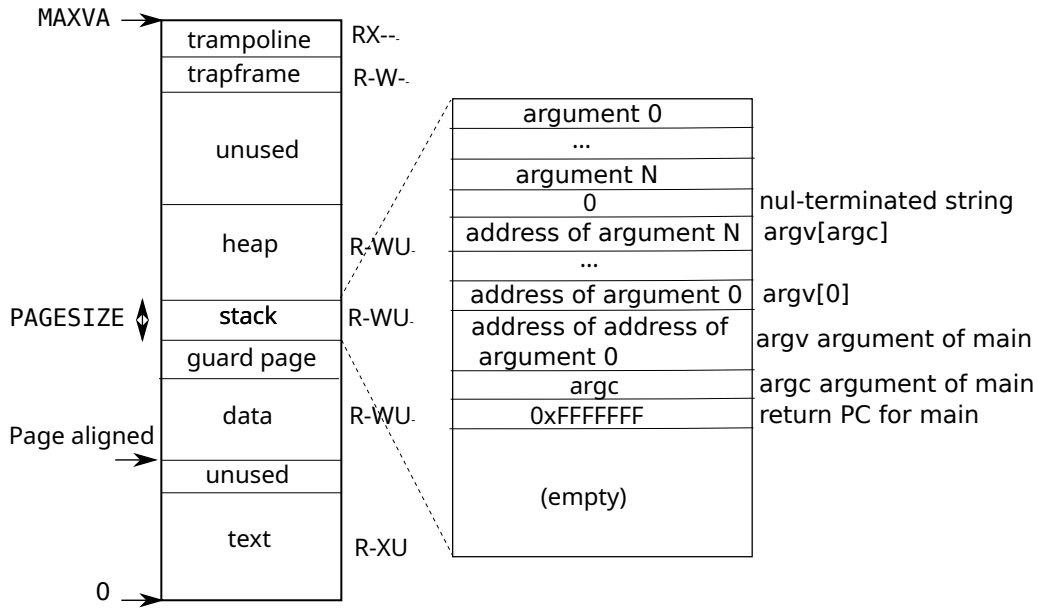 MAXVA
trampoline RX--
trapframe R-W-
unused
heap R-WU
PAGESIZE stack R-WU
guard page
data R-WU
Page aligned
unused
text R-XU
0
argument 0
...
argument N
0 nul-terminated string
address of argument N argv[argc]
...
address of argument 0 argv[0]
address of address of
argument 0 argv argument of main
argc argc argument of main
0xFFFFFFF return PC for main
(empty)